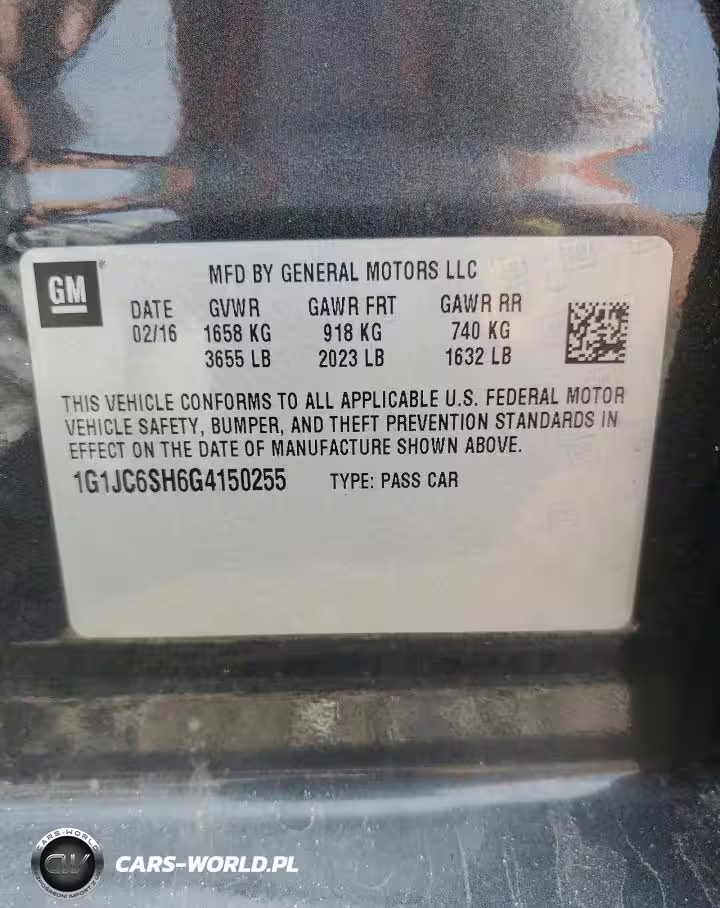 GM
MFD BY GENERAL MOTORS LLC
DATE GVWR GAWR FRT GAWR RR
02/16 1658 KG 918 KG 740 KG
3655 LB 2023 LB 1632 LB
THIS VEHICLE CONFORMS TO ALL APPLICABLE U.S. FEDERAL MOTOR
VEHICLE SAFETY, BUMPER, AND THEFT PREVENTION STANDARDS IN
EFFECT ON THE DATE OF MANUFACTURE SHOWN ABOVE.
1G1JC6SH6G4150255 TYPE: PASS CAR
CARS-WORLD
CW
CARS-WORLD.PL